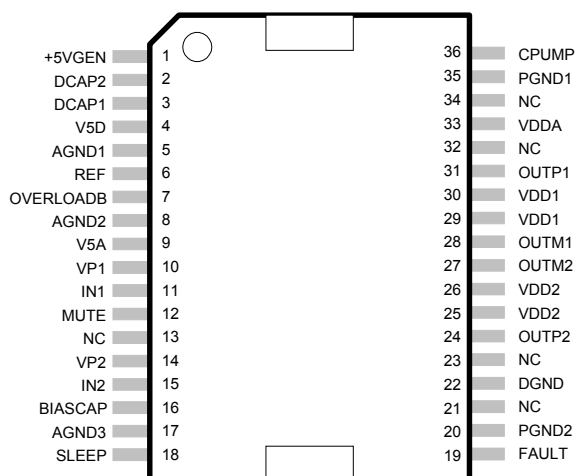 +5VGEN 1 36 CPUMP
DCAP2 2 35 PGND1
DCAP1 3 34 NC
V5D 4 33 VDDA
AGND1 5 32 NC
REF 6 31 OUTP1
OVERLOADB 7 30 VDD1
AGND2 8 29 VDD1
V5A 9 28 OUTM1
VP1 10 27 OUTM2
IN1 11 26 VDD2
MUTE 12 25 VDD2
NC 13 24 OUTP2
VP2 14 23 NC
IN2 15 22 DGND
BIASCAP 16 21 NC
AGND3 17 20 PGND2
SLEEP 18 19 FAULT